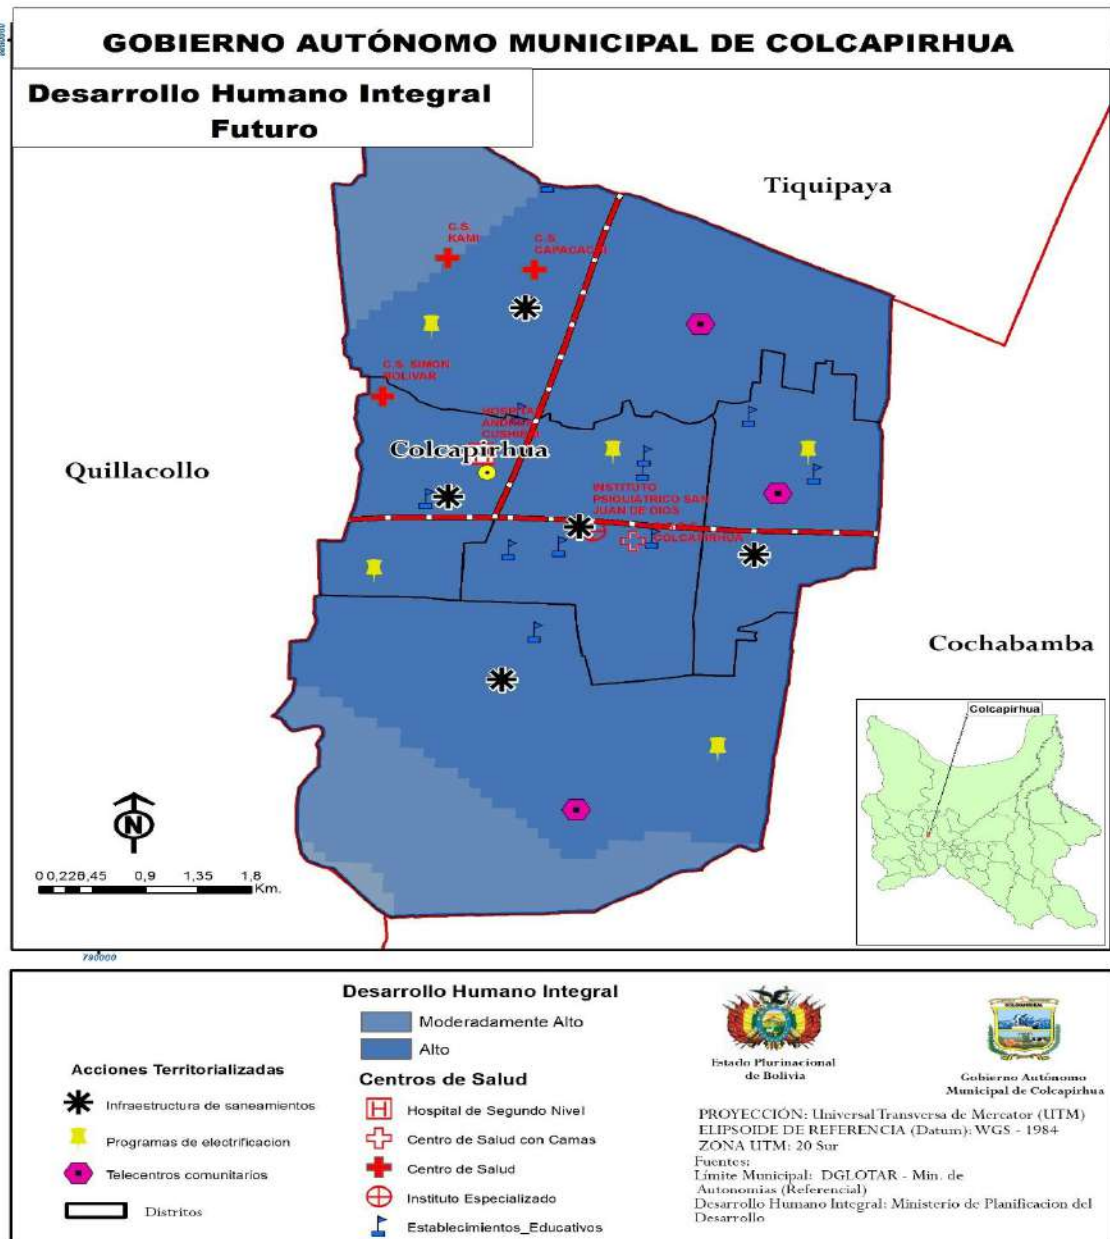 GOBIERNO AUTÓNOMO MUNICIPAL DE COLCAPIRHUA
Desarrollo Humano Integral
Futuro
Tiquipaya
C.S.
KAMI
C.S.
CAPACACHI
C.S. SIMON
BOLIVAR
HOSPITAL
ANDRES
CUSHIERI
Colcapirhua
Quillacollo
INSTITUTO
PSIQUIATRICO SAN
JUAN DE DIOS
COLCAPIRHUA
Cochabamba
Colcapirhua
N
0 0,225 0,45 0,9 1,35 1,8
Km.
790000
Desarrollo Humano Integral
Moderadamente Alto
Alto
Acciones Territorializadas
Infraestructura de saneamientos
Programas de electrificacion
Telecentros comunitarios
Distritos
Centros de Salud
Hospital de Segundo Nivel
Centro de Salud con Camas
Centro de Salud
Instituto Especializado
Establecimientos_Educativos
Estado Plurinacional
de Bolivia
Gobierno Autónomo
Municipal de Colcapirhua
PROYECCIÓN: Universal Transversa de Mercator (UTM)
ELIPSOIDE DE REFERENCIA (Datum): WGS - 1984
ZONA UTM: 20 Sur
Fuentes:
Límite Municipal: DGLOTAR - Min. de
Autonomias (Referencial)
Desarrollo Humano Integral: Ministerio de Planificacion del
Desarrollo